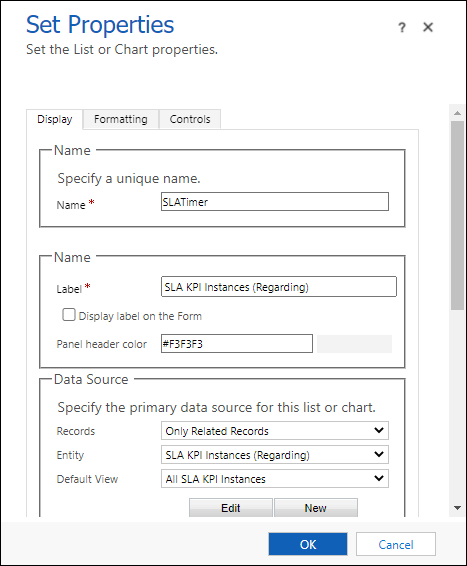 Set Properties
? ×
Set the List or Chart properties.
Display Formatting Controls
Name
Specify a unique name.
Name * SLATimer
Name
Label * SLA KPI Instances (Regarding)
Display label on the Form
Panel header color #F3F3F3
Data Source
Specify the primary data source for this list or chart.
Records Only Related Records
Entity SLA KPI Instances (Regarding)
Default View All SLA KPI Instances
Edit New
OK Cancel